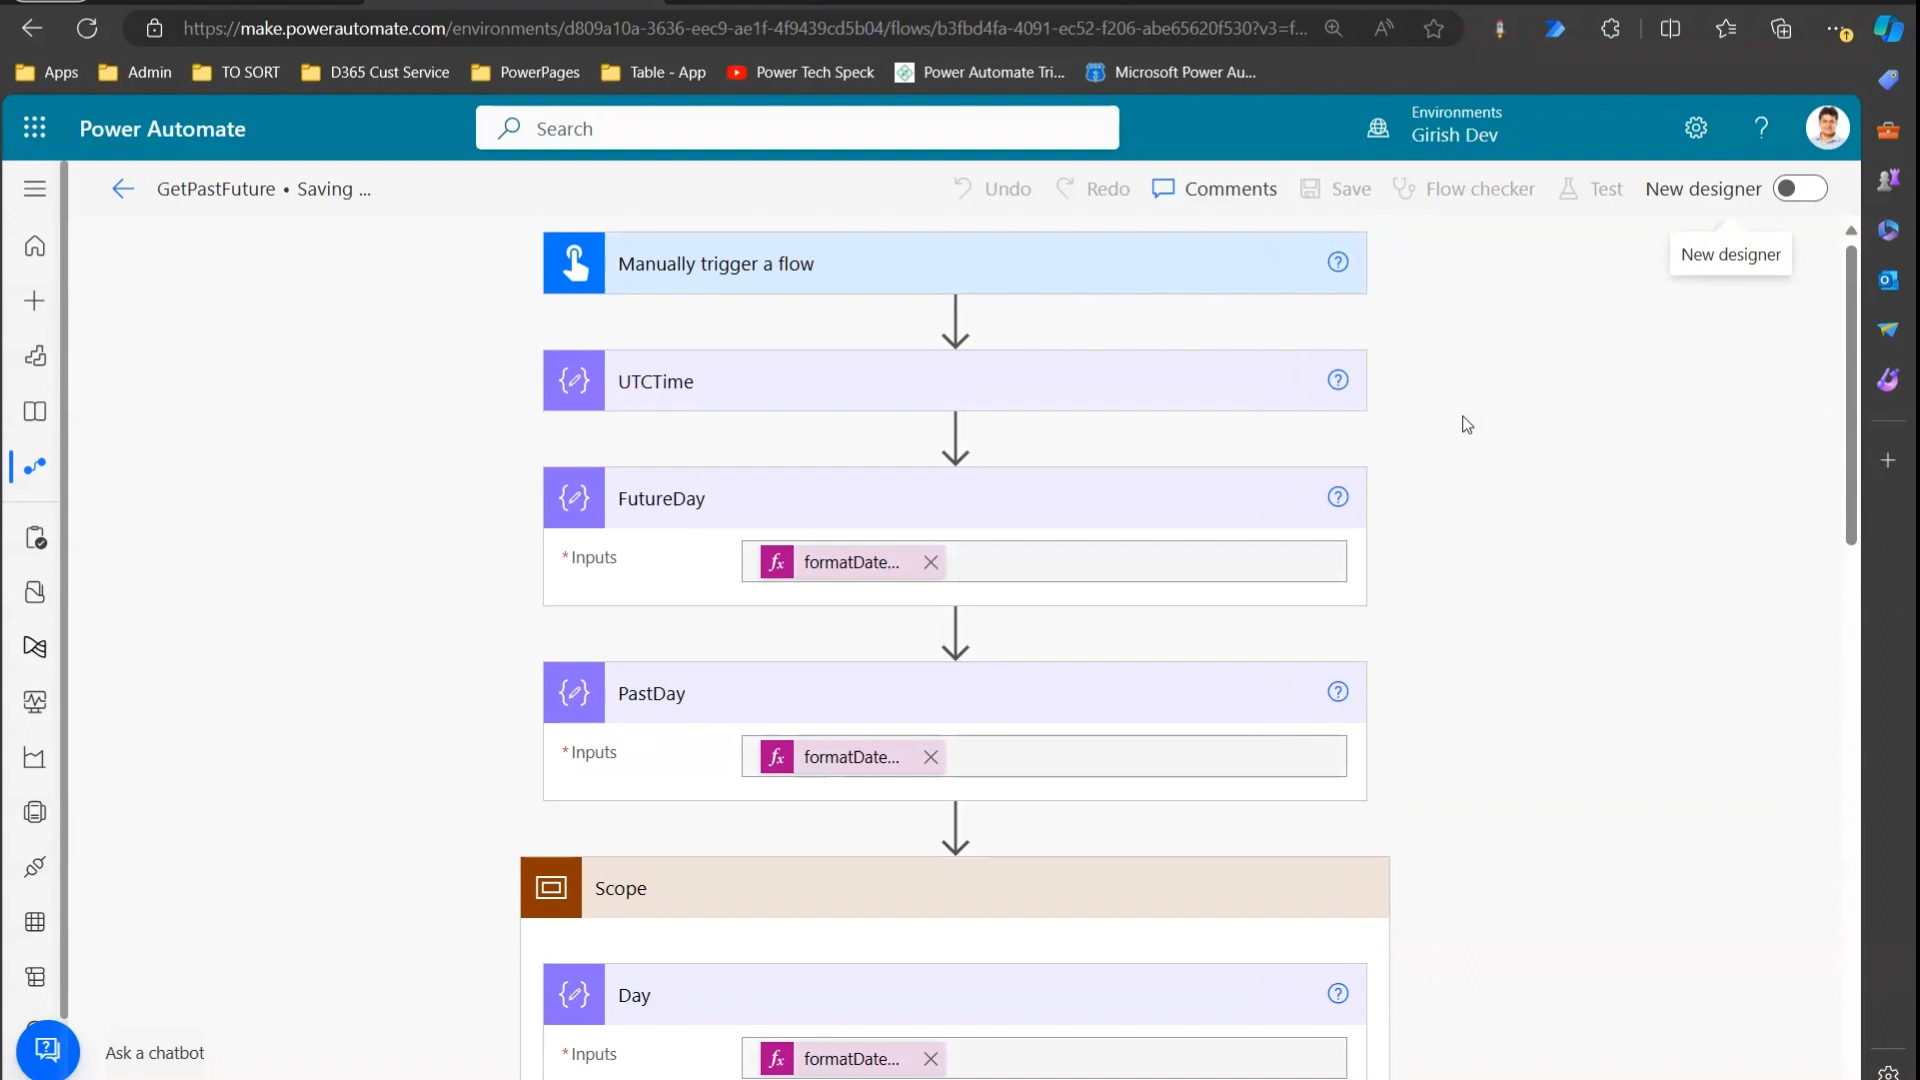 https://make.powerautomate.com/environments/d809a10a-3636-eec9-ae1f-4f9439cd5b04/flows/b3fbd4fa-4091-ec52-f206-abe65620f530?v3=f...
Apps Admin TO SORT D365 Cust Service PowerPages Table - App Power Tech Speck Power Automate Tri... Microsoft Power Au...
Power Automate
Search
Environments
Girish Dev
GetPastFuture • Saving ...
Undo Redo Comments Save Flow checker Test New designer
New designer
Manually trigger a flow
UTCTime
FutureDay
* Inputs
fx formatDate...
PastDay
* Inputs
fx formatDate...
Scope
Day
* Inputs
fx formatDate...
Ask a chatbot